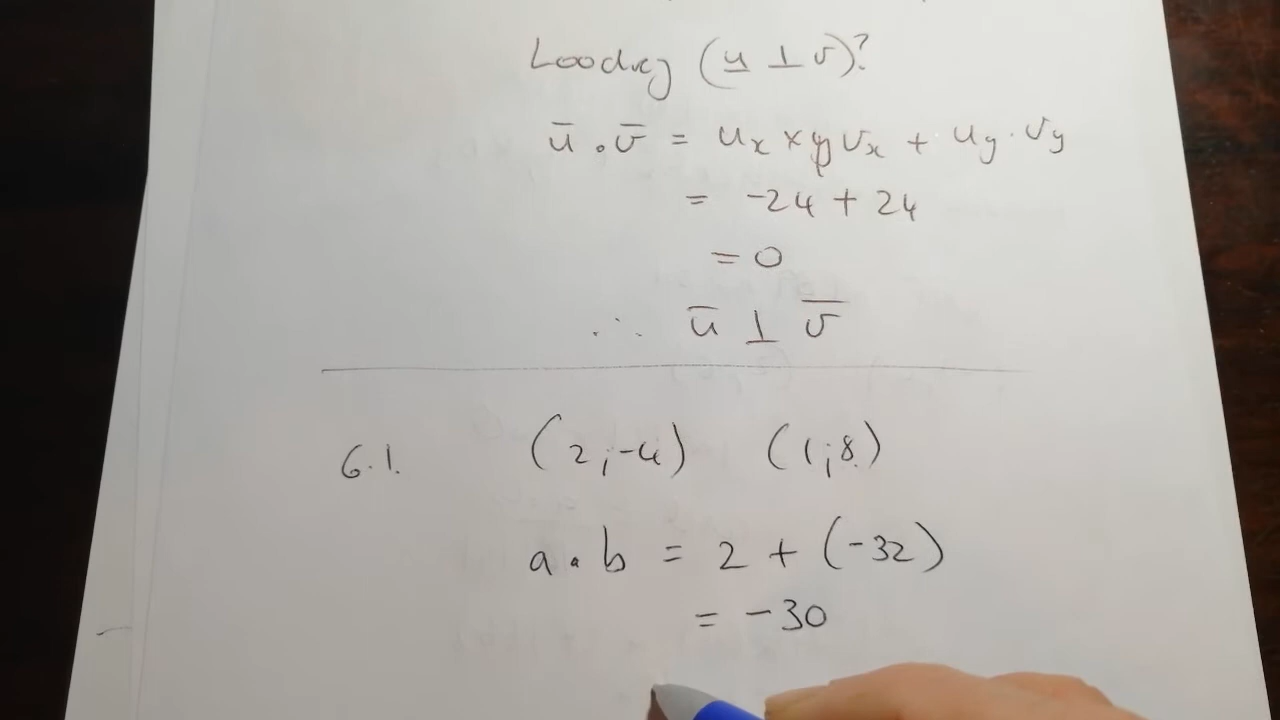 Loodreg (u ⊥ v)?
ū • v̄ = uₓ × vₓ + u_y · v_y
= -24 + 24
= 0
∴ ū ⊥ v̄
6.1. (2;-4) (1;8)
a • b = 2 + (-32)
= -30